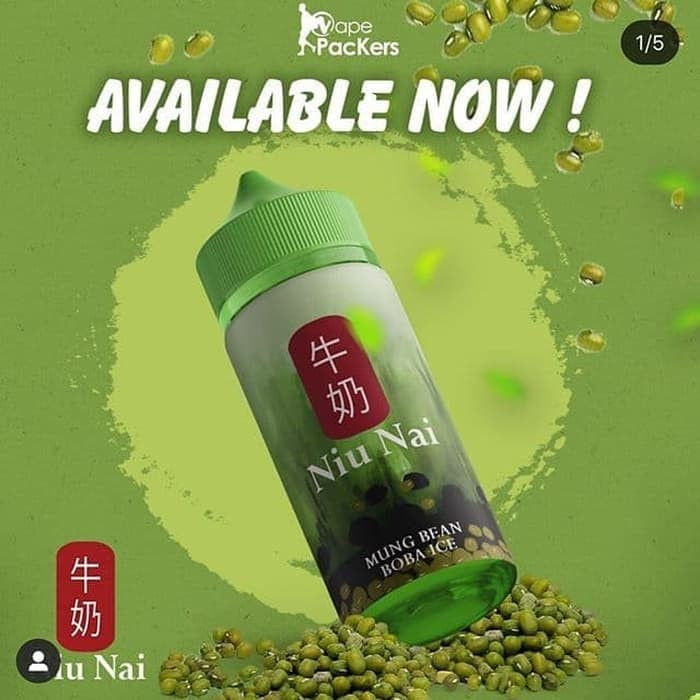 Vape
PacKers
1/5
AVAILABLE NOW !
牛
奶
Niu Nai
MUNG BEAN
BOBA ICE
牛
奶
iu Nai